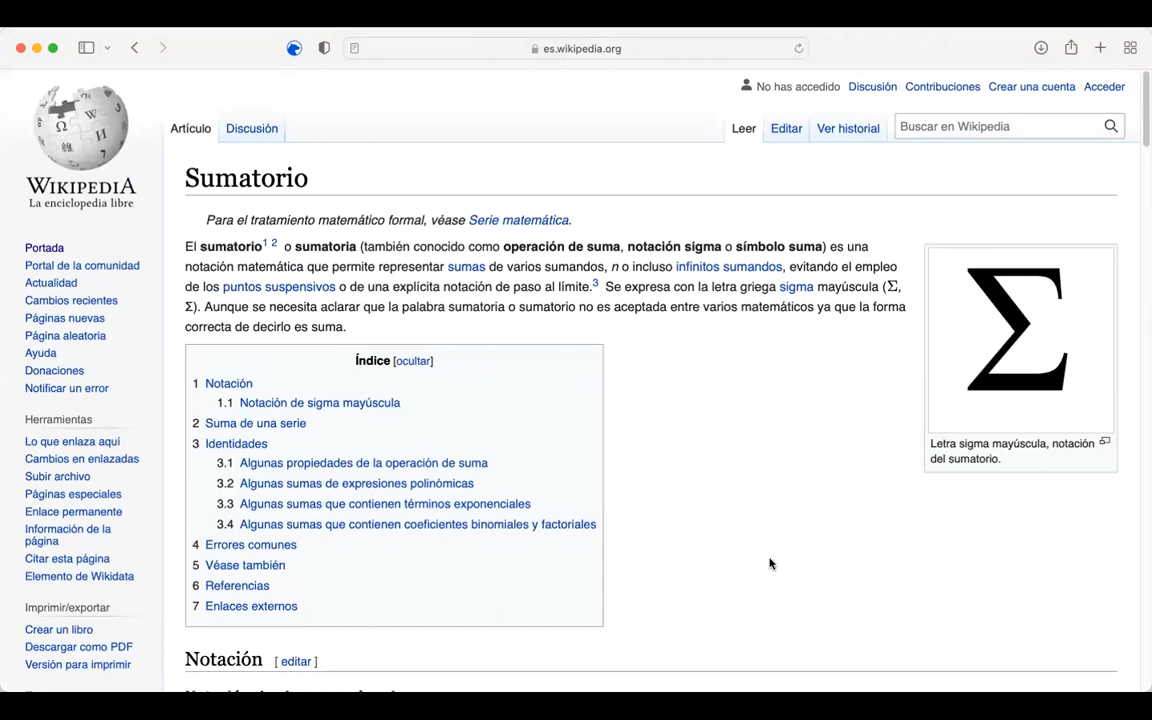 es.wikipedia.org
No has accedido Discusión Contribuciones Crear una cuenta Acceder
Artículo Discusión Leer Editar Ver historial Buscar en Wikipedia
WIKIPEDIA
La enciclopedia libre
Portada
Portal de la comunidad
Actualidad
Cambios recientes
Páginas nuevas
Página aleatoria
Ayuda
Donaciones
Notificar un error
Herramientas
Lo que enlaza aquí
Cambios en enlazadas
Subir archivo
Páginas especiales
Enlace permanente
Información de la
página
Citar esta página
Elemento de Wikidata
Imprimir/exportar
Crear un libro
Descargar como PDF
Versión para imprimir
Sumatorio
Para el tratamiento matemático formal, véase Serie matemática.
El sumatorio1 2 o sumatoria (también conocido como operación de suma, notación sigma o símbolo suma) es una
notación matemática que permite representar sumas de varios sumandos, n o incluso infinitos sumandos, evitando el empleo
de los puntos suspensivos o de una explícita notación de paso al límite.3 Se expresa con la letra griega sigma mayúscula (Σ,
Σ). Aunque se necesita aclarar que la palabra sumatoria o sumatorio no es aceptada entre varios matemáticos ya que la forma
correcta de decirlo es suma.
Σ
Letra sigma mayúscula, notación
del sumatorio.
Índice [ocultar]
1 Notación
1.1 Notación de sigma mayúscula
2 Suma de una serie
3 Identidades
3.1 Algunas propiedades de la operación de suma
3.2 Algunas sumas de expresiones polinómicas
3.3 Algunas sumas que contienen términos exponenciales
3.4 Algunas sumas que contienen coeficientes binomiales y factoriales
4 Errores comunes
5 Véase también
6 Referencias
7 Enlaces externos
Notación [ editar ]